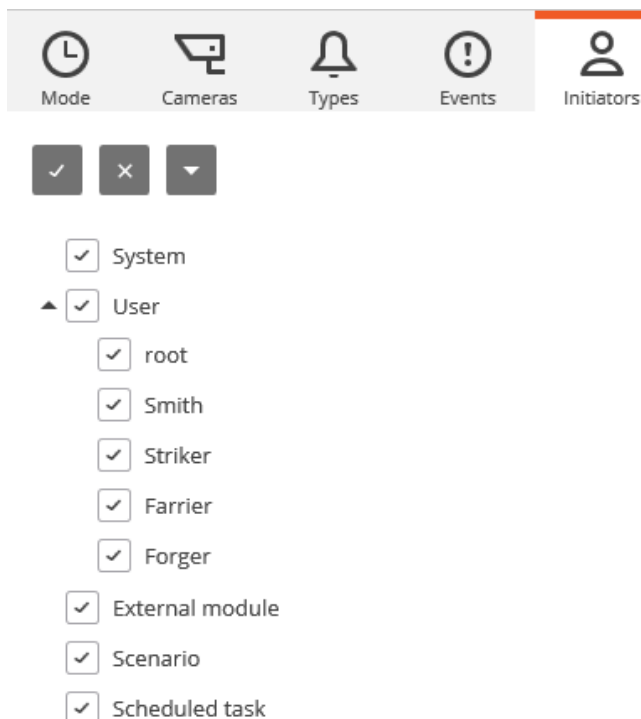 Mode Cameras Types Events Initiators
System
User
root
Smith
Striker
Farrier
Forger
External module
Scenario
Scheduled task